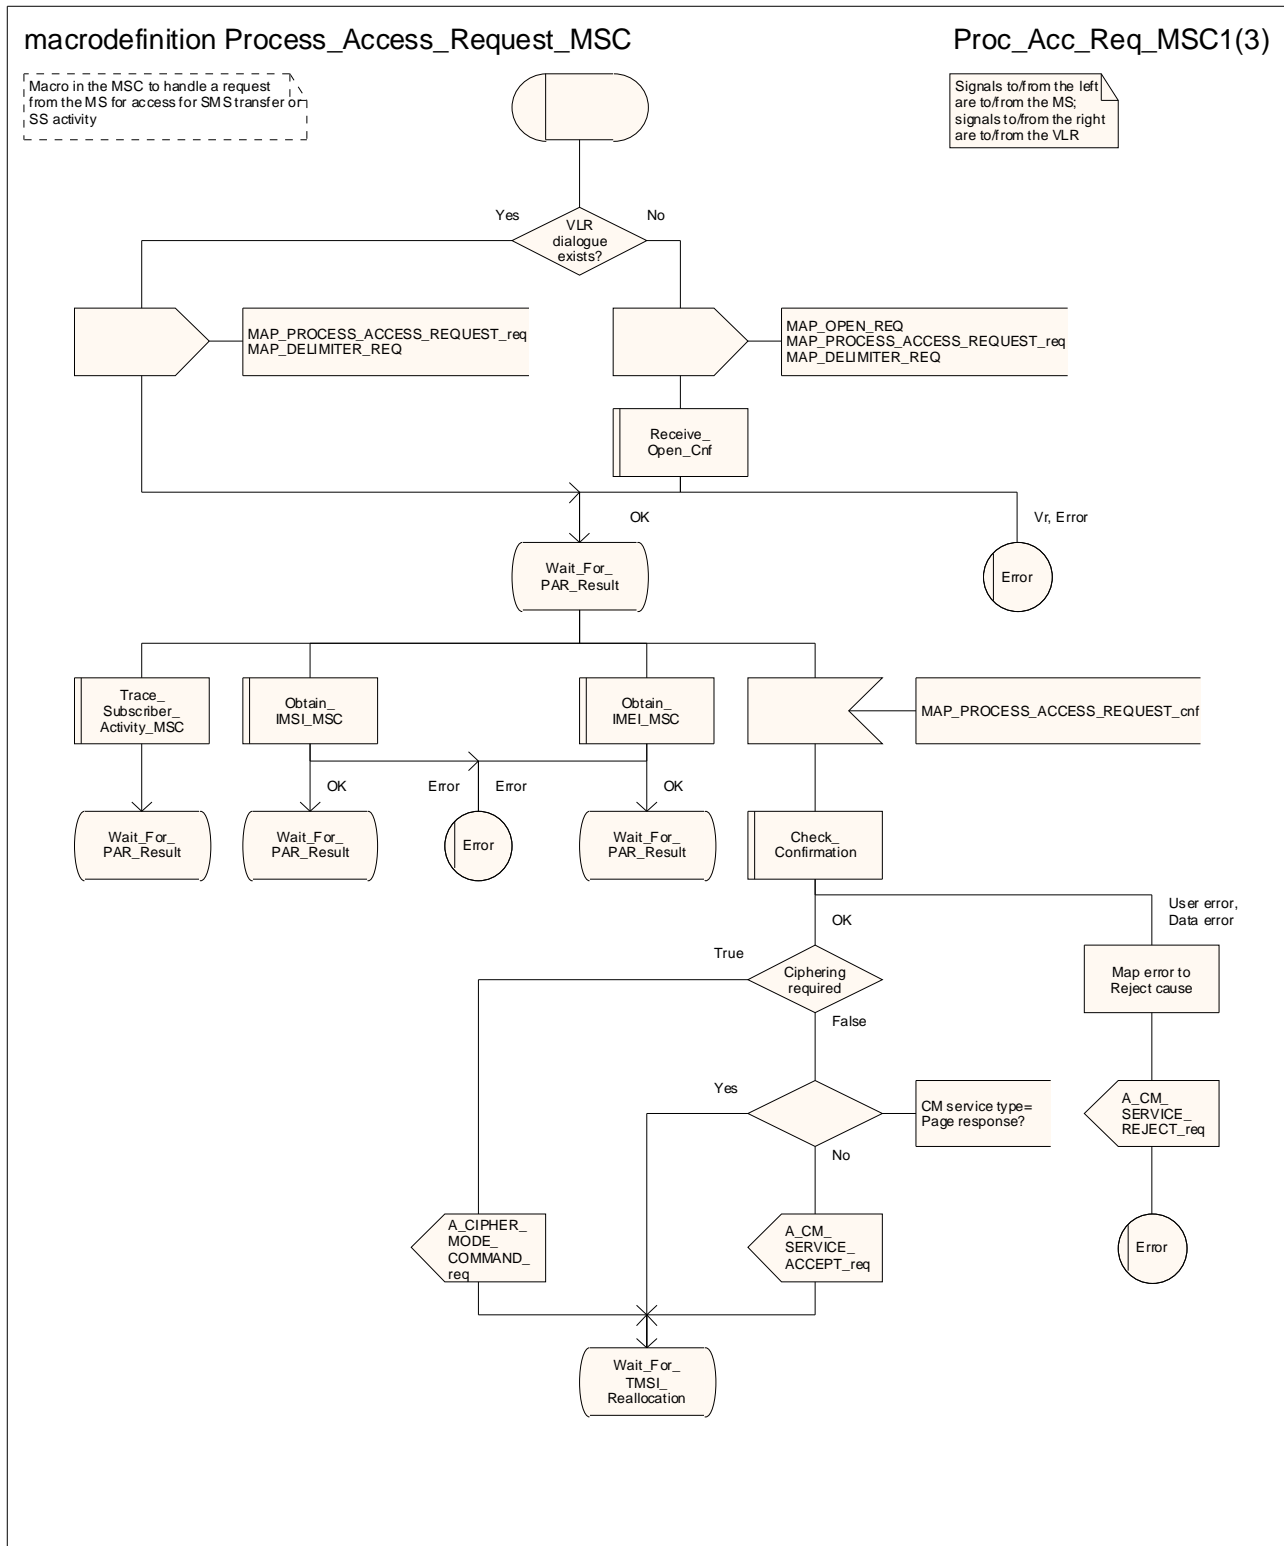 macrodefinition Process_Access_Request_MSC
Proc_Acc_Req_MSC1(3)
Macro in the MSC to handle a request
from the MS for access for SMS transfer or
SS activity
Signals to/from the left
are to/from the MS;
signals to/from the right
are to/from the VLR
Yes
No
VLR
dialogue
exists?
MAP_PROCESS_ACCESS_REQUEST_req
MAP_DELIMITER_REQ
MAP_OPEN_REQ
MAP_PROCESS_ACCESS_REQUEST_req
MAP_DELIMITER_REQ
Receive_
Open_Cnf
OK
Vr, Error
Wait_For_
PAR_Result
Error
Trace_
Subscriber_
Activity_MSC
Obtain_
IMSI_MSC
Obtain_
IMEI_MSC
MAP_PROCESS_ACCESS_REQUEST_cnf
OK
Error
Error
OK
Wait_For_
PAR_Result
Wait_For_
PAR_Result
Error
Wait_For_
PAR_Result
Check_
Confirmation
User error,
Data error
OK
True
Ciphering
required
Map error to
Reject cause
False
Yes
CM service type=
Page response?
A_CM_
SERVICE_
REJECT_req
No
A_CIPHER_
MODE_
COMMAND_
req
A_CM_
SERVICE_
ACCEPT_req
Error
Wait_For_
TMSI_
Reallocation